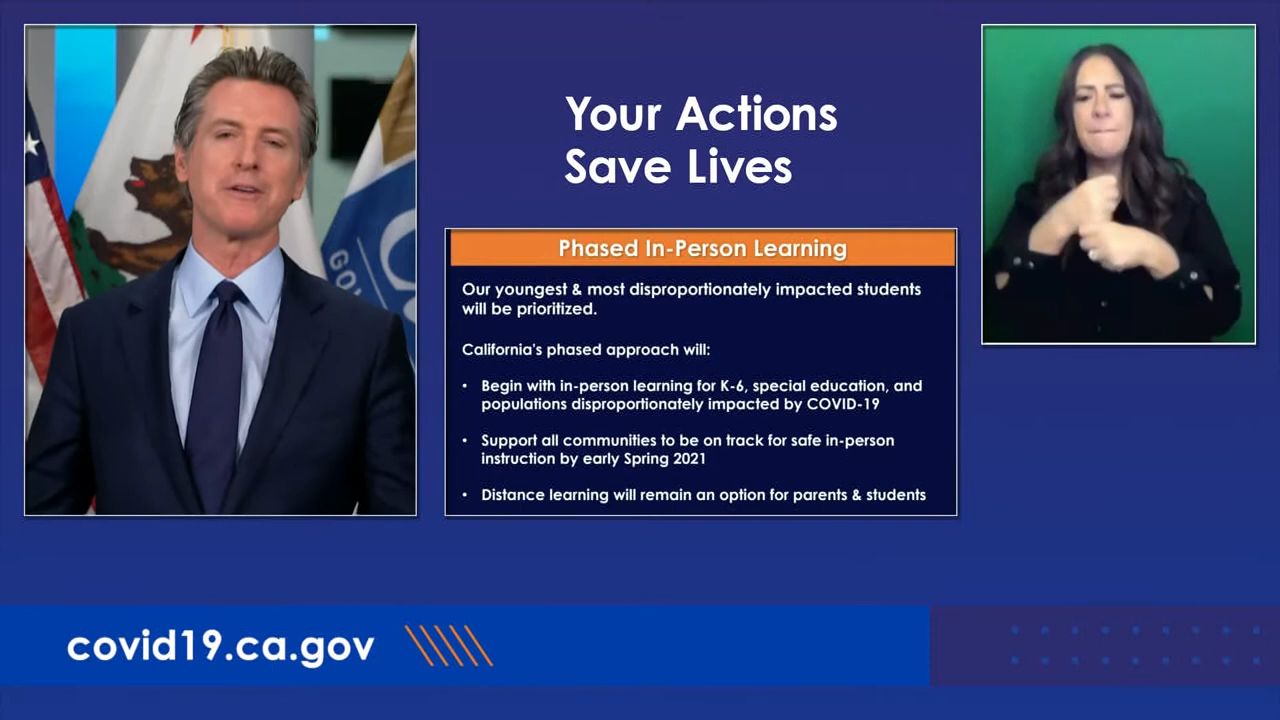 Your Actions
Save Lives
Phased In-Person Learning
Our youngest & most disproportionately impacted students
will be prioritized.
California's phased approach will:
• Begin with in-person learning for K-6, special education, and
populations disproportionately impacted by COVID-19
• Support all communities to be on track for safe in-person
instruction by early Spring 2021
• Distance learning will remain an option for parents & students
covid19.ca.gov